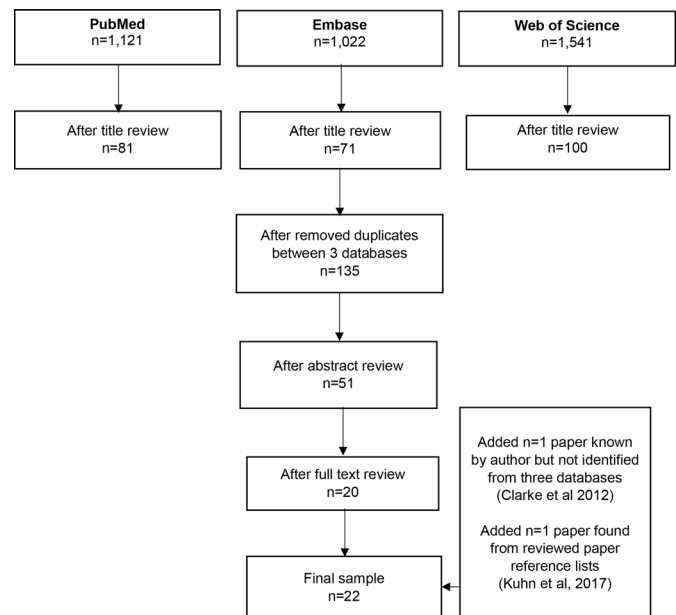 PubMed
n=1,121
Embase
n=1,022
Web of Science
n=1,541
After title review
n=81
After title review
n=71
After title review
n=100
After removed duplicates
between 3 databases
n=135
After abstract review
n=51
After full text review
n=20
Added n=1 paper known
by author but not identified
from three databases
(Clarke et al 2012)
Added n=1 paper found
from reviewed paper
reference lists
(Kuhn et al, 2017)
Final sample
n=22